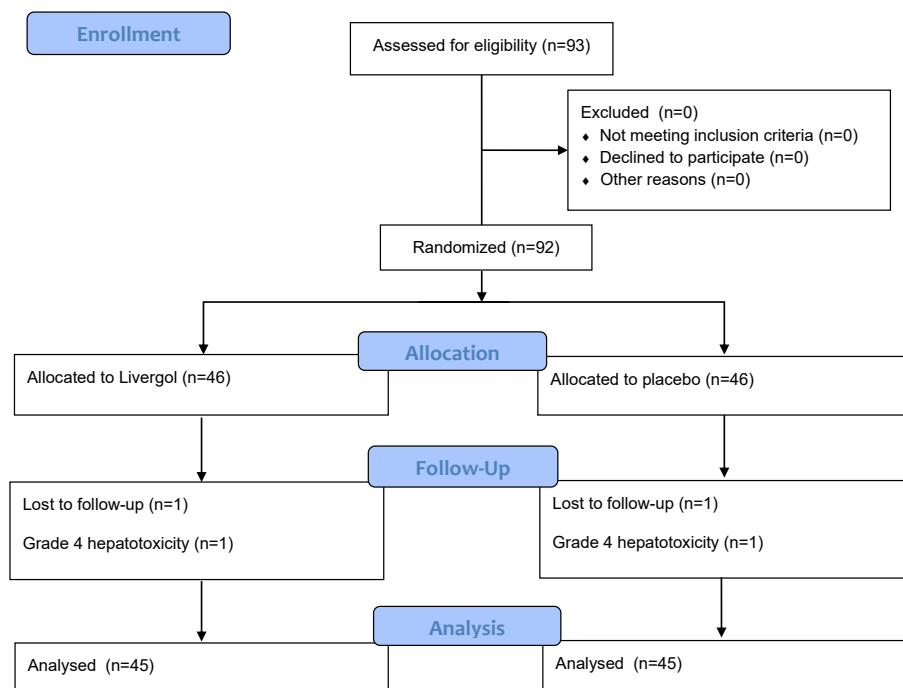 Enrollment
Assessed for eligibility (n=93)
Excluded (n=0)
♦ Not meeting inclusion criteria (n=0)
♦ Declined to participate (n=0)
♦ Other reasons (n=0)
Randomized (n=92)
Allocation
Allocated to Livergol (n=46)
Allocated to placebo (n=46)
Follow-Up
Lost to follow-up (n=1)
Grade 4 hepatotoxicity (n=1)
Lost to follow-up (n=1)
Grade 4 hepatotoxicity (n=1)
Analysis
Analysed (n=45)
Analysed (n=45)